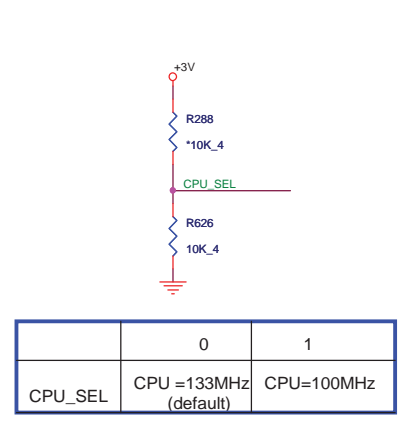 +3V
R288
*10K_4
CPU_SEL
R626
10K_4
0 1
CPU_SEL CPU =133MHz CPU=100MHz
(default)